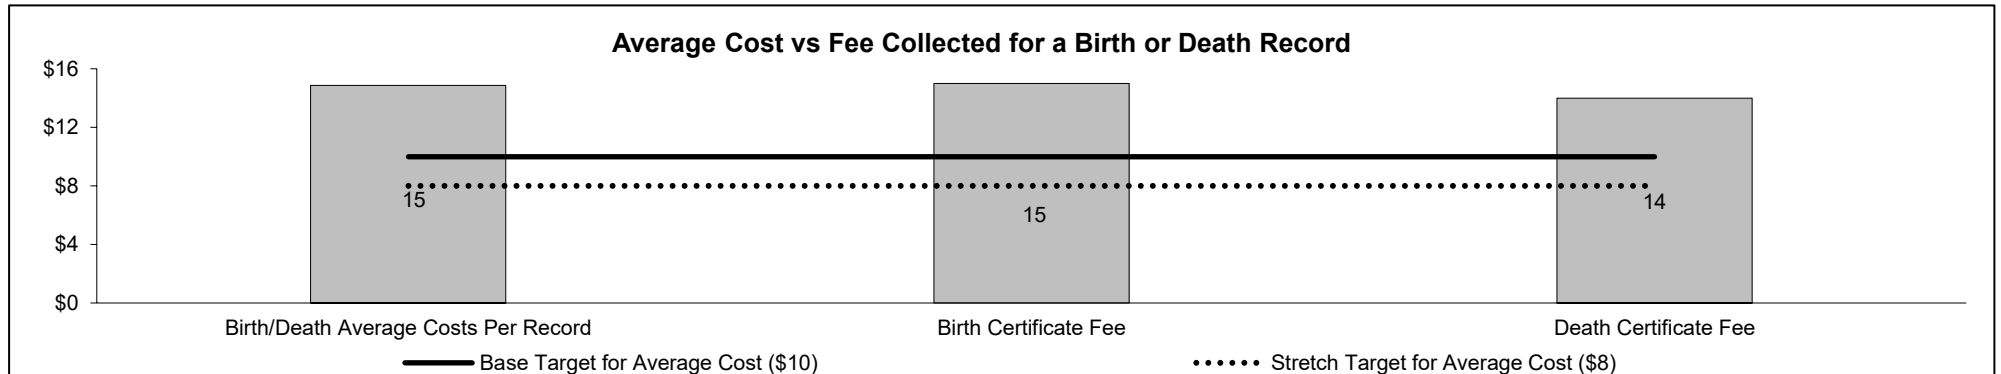 Average Cost vs Fee Collected for a Birth or Death Record
$16
$12
$8
$4
$0
15
15
14
Birth/Death Average Costs Per Record
Birth Certificate Fee
Death Certificate Fee
Base Target for Average Cost ($10)
Stretch Target for Average Cost ($8)